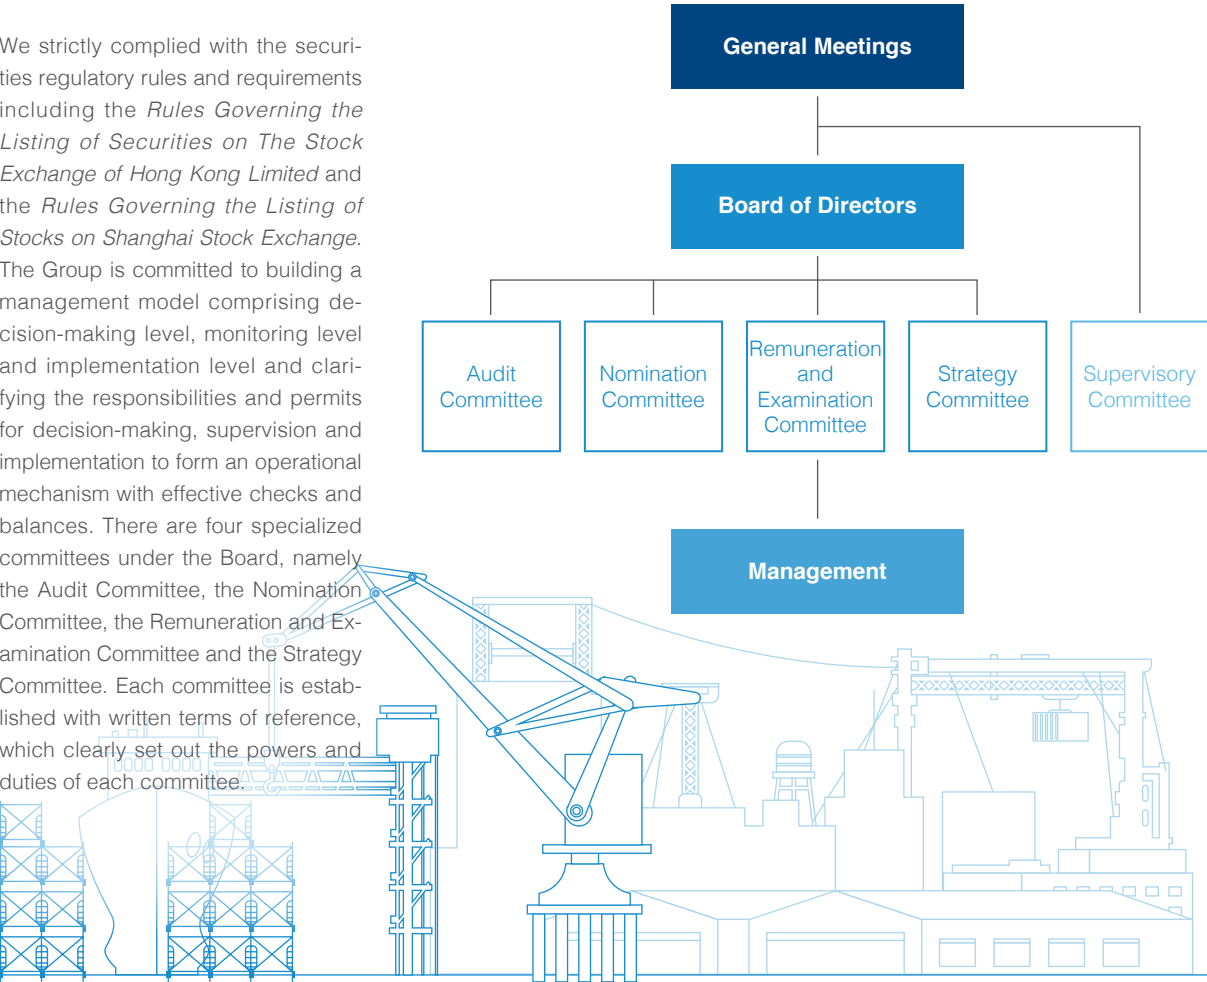 We strictly complied with the securi-
ties regulatory rules and requirements
including the Rules Governing the
Listing of Securities on The Stock
Exchange of Hong Kong Limited and
the Rules Governing the Listing of
Stocks on Shanghai Stock Exchange.
The Group is committed to building a
management model comprising de-
cision-making level, monitoring level
and implementation level and clari-
fying the responsibilities and permits
for decision-making, supervision and
implementation to form an operational
mechanism with effective checks and
balances. There are four specialized
committees under the Board, namely
the Audit Committee, the Nomination
Committee, the Remuneration and Ex-
amination Committee and the Strategy
Committee. Each committee is estab-
lished with written terms of reference,
which clearly set out the powers and
duties of each committee.
General Meetings
Board of Directors
Audit
Committee
Nomination
Committee
Remuneration
and
Examination
Committee
Strategy
Committee
Supervisory
Committee
Management